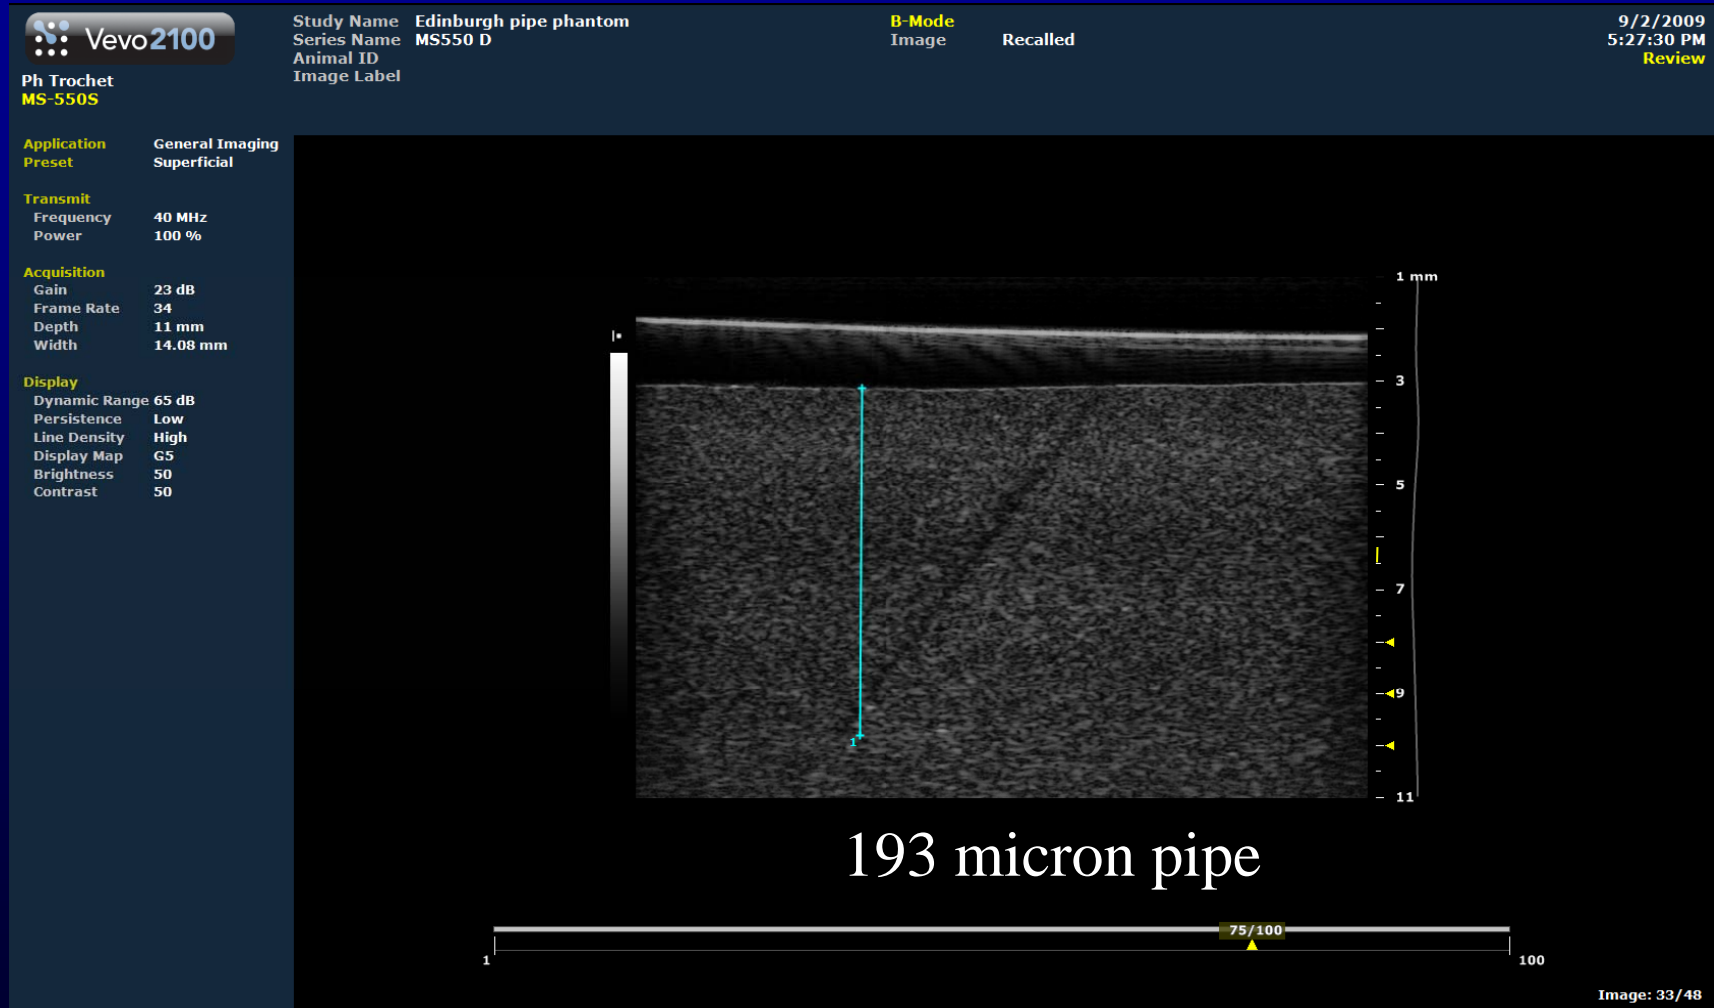 Vevo 2100
Study Name Edinburgh pipe phantom
Series Name MS550 D
Animal ID
Image Label
B-Mode
Image Recalled
9/2/2009
5:27:30 PM
Review
Ph Trochet
MS-550S
Application General Imaging
Preset Superficial
Transmit
Frequency 40 MHz
Power 100 %
Acquisition
Gain 23 dB
Frame Rate 34
Depth 11 mm
Width 14.08 mm
Display
Dynamic Range 65 dB
Persistence Low
Line Density High
Display Map G5
Brightness 50
Contrast 50
1 mm
3
5
7
9
11
1
193 micron pipe
75/100
1
100
Image: 33/48